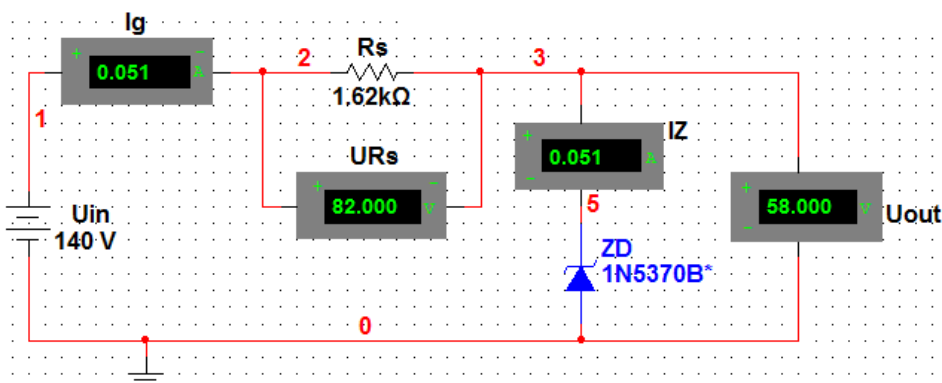 Ig
+ - 0.051 A
1
2
Rs
1.62kΩ
3
URs
+ - 82.000 V
IZ
+ - 0.051 A
5
Uin
140 V
ZD
1N5370B*
+ - 58.000 V
Uout
0